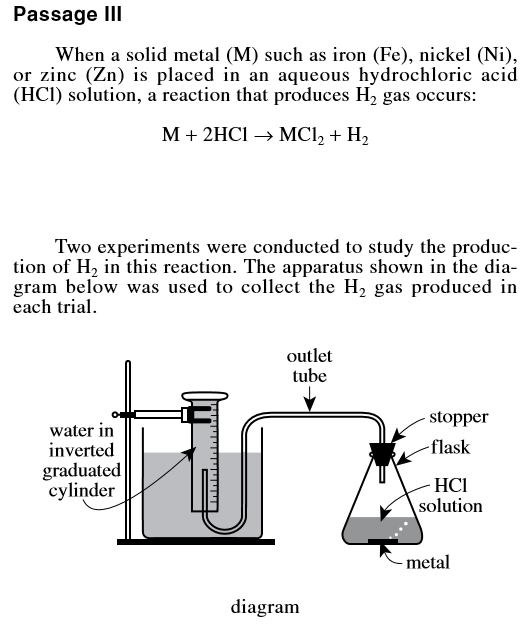 Passage III
When a solid metal (M) such as iron (Fe), nickel (Ni),
or zinc (Zn) is placed in an aqueous hydrochloric acid
(HCl) solution, a reaction that produces H₂ gas occurs:
M + 2HCl → MCl₂ + H₂
Two experiments were conducted to study the produc-
tion of H₂ in this reaction. The apparatus shown in the dia-
gram below was used to collect the H₂ gas produced in
each trial.
outlet
tube
water in
inverted
graduated
cylinder
stopper
flask
HCl
solution
metal
diagram